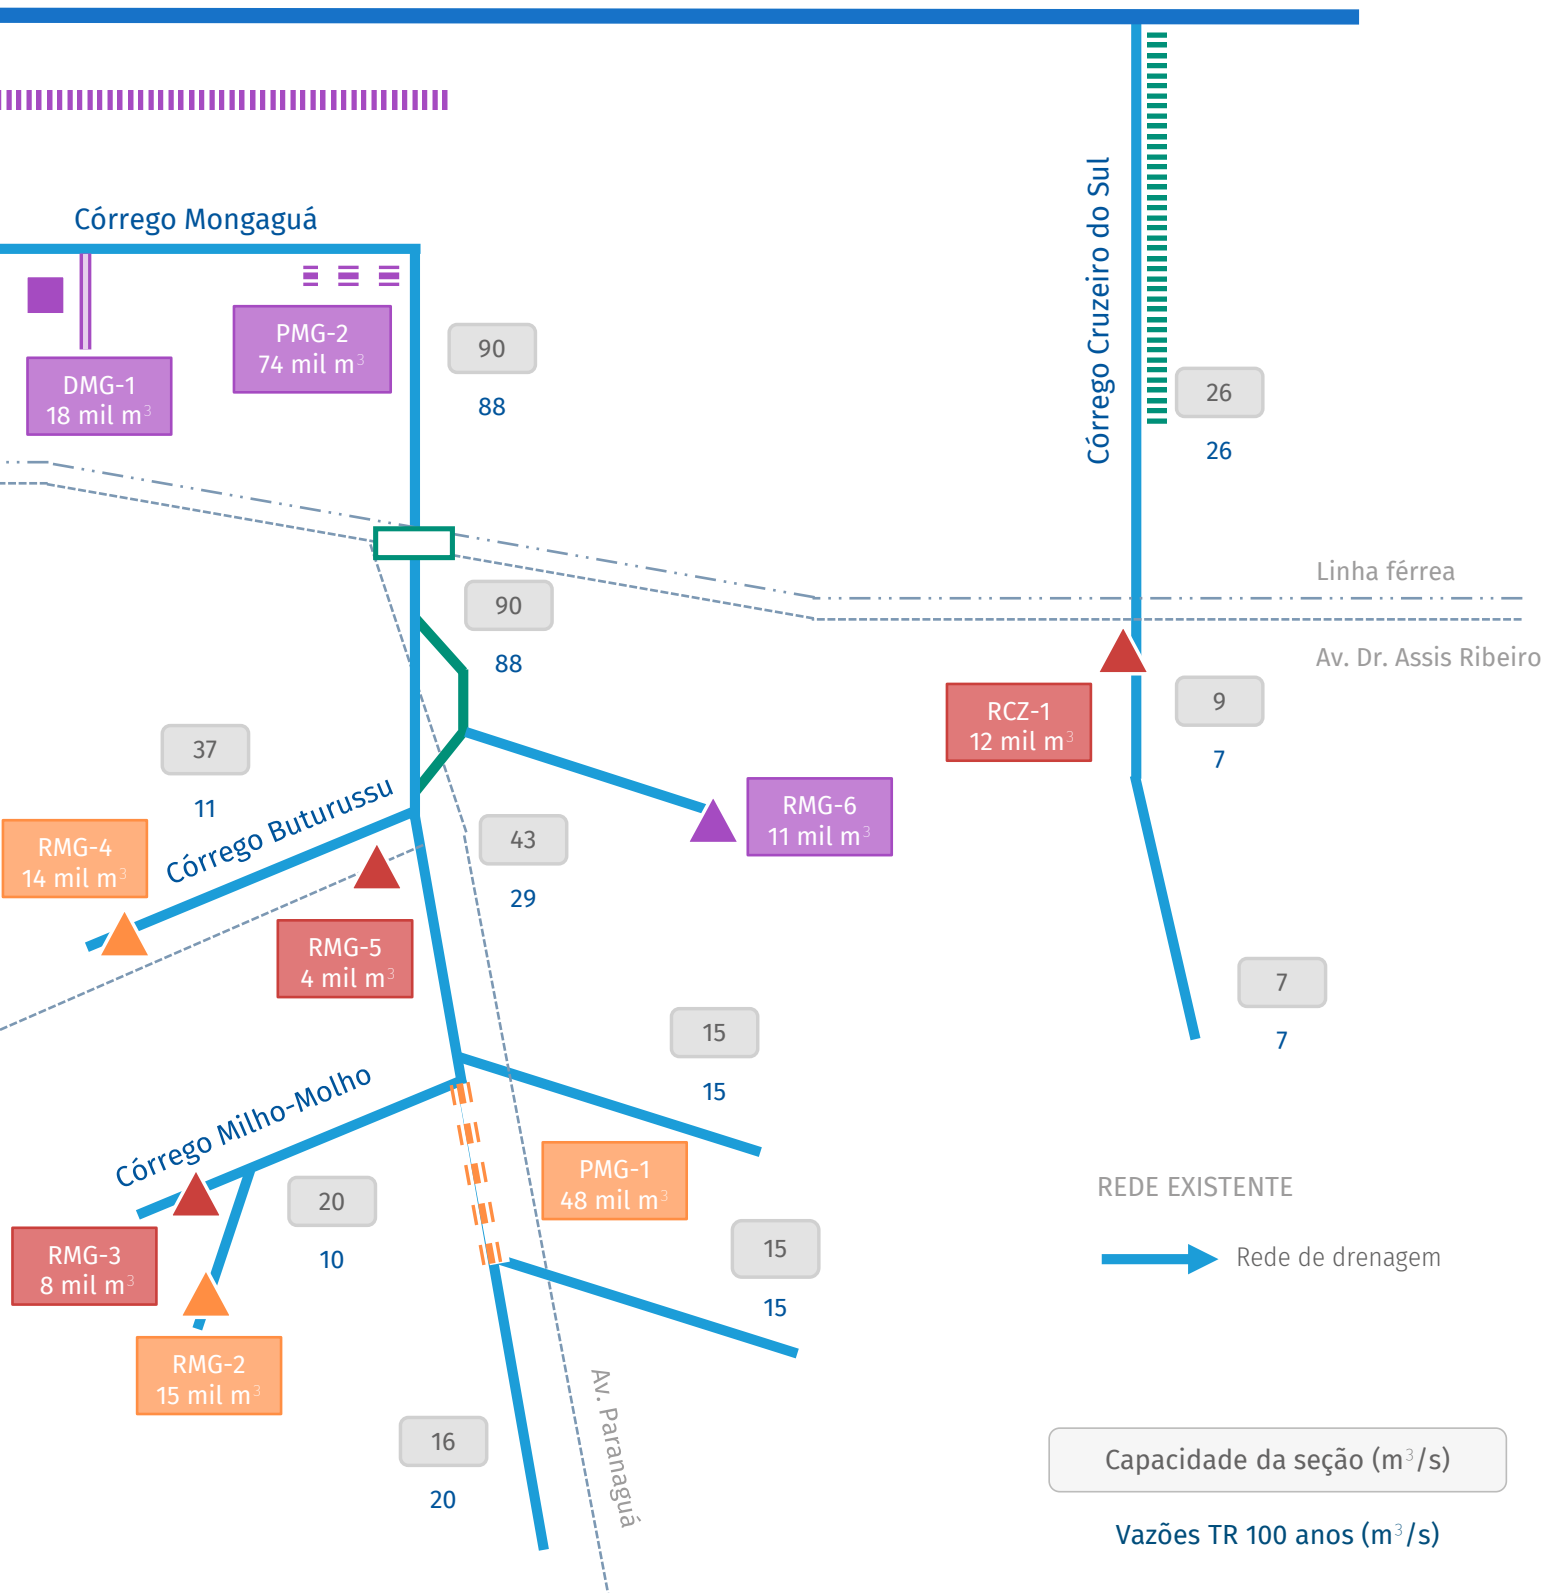 Córrego Mongaguá
PMG-2
74 mil m³
DMG-1
18 mil m³
90
88
Córrego Cruzeiro do Sul
26
26
Linha férrea
Av. Dr. Assis Ribeiro
90
88
RCZ-1
12 mil m³
9
7
37
11
Córrego Buturussu
RMG-4
14 mil m³
RMG-6
11 mil m³
43
29
RMG-5
4 mil m³
7
7
15
15
Córrego Milho-Molho
PMG-1
48 mil m³
20
10
RMG-3
8 mil m³
15
15
RMG-2
15 mil m³
16
20
Av. Paranaguá
REDE EXISTENTE
Rede de drenagem
Capacidade da seção (m³/s)
Vazões TR 100 anos (m³/s)